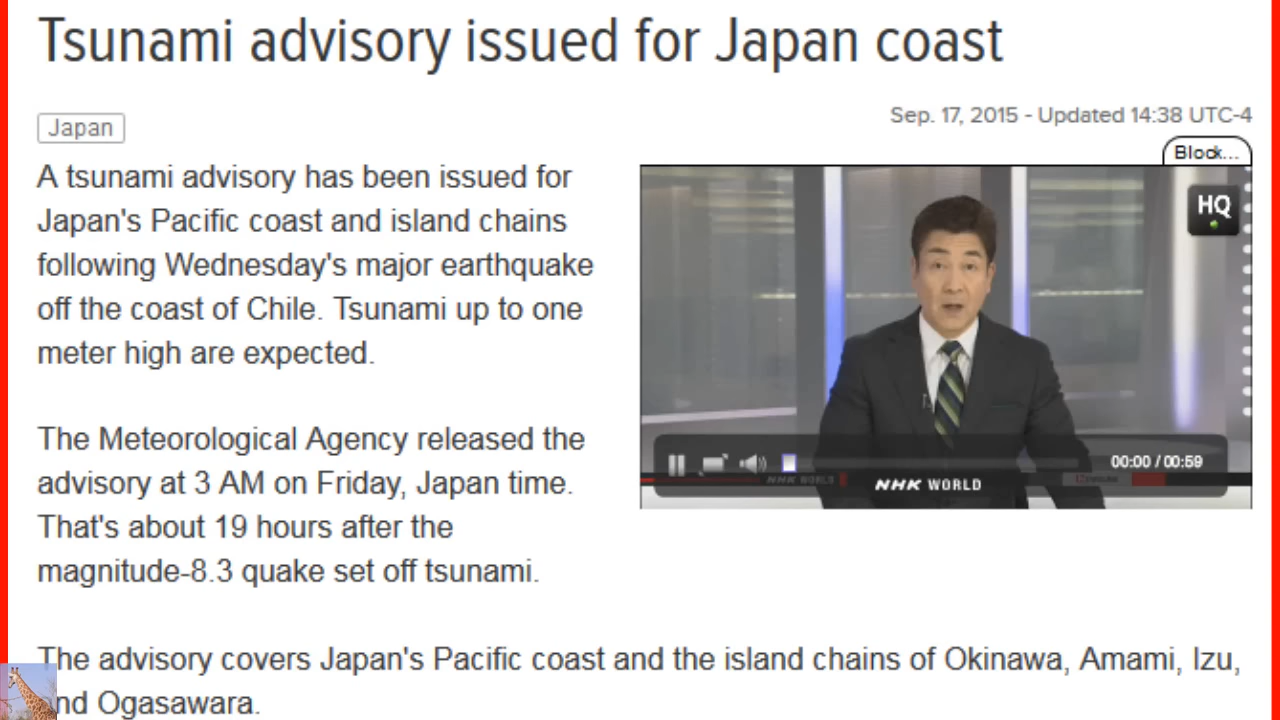 Tsunami advisory issued for Japan coast
Japan
Sep. 17, 2015 - Updated 14:38 UTC-4
Block...
A tsunami advisory has been issued for
Japan's Pacific coast and island chains
following Wednesday's major earthquake
off the coast of Chile. Tsunami up to one
meter high are expected.
HQ
00:00 / 00:59
NHK WORLD
NHK WORLD
The Meteorological Agency released the
advisory at 3 AM on Friday, Japan time.
That's about 19 hours after the
magnitude-8.3 quake set off tsunami.
The advisory covers Japan's Pacific coast and the island chains of Okinawa, Amami, Izu,
and Ogasawara.